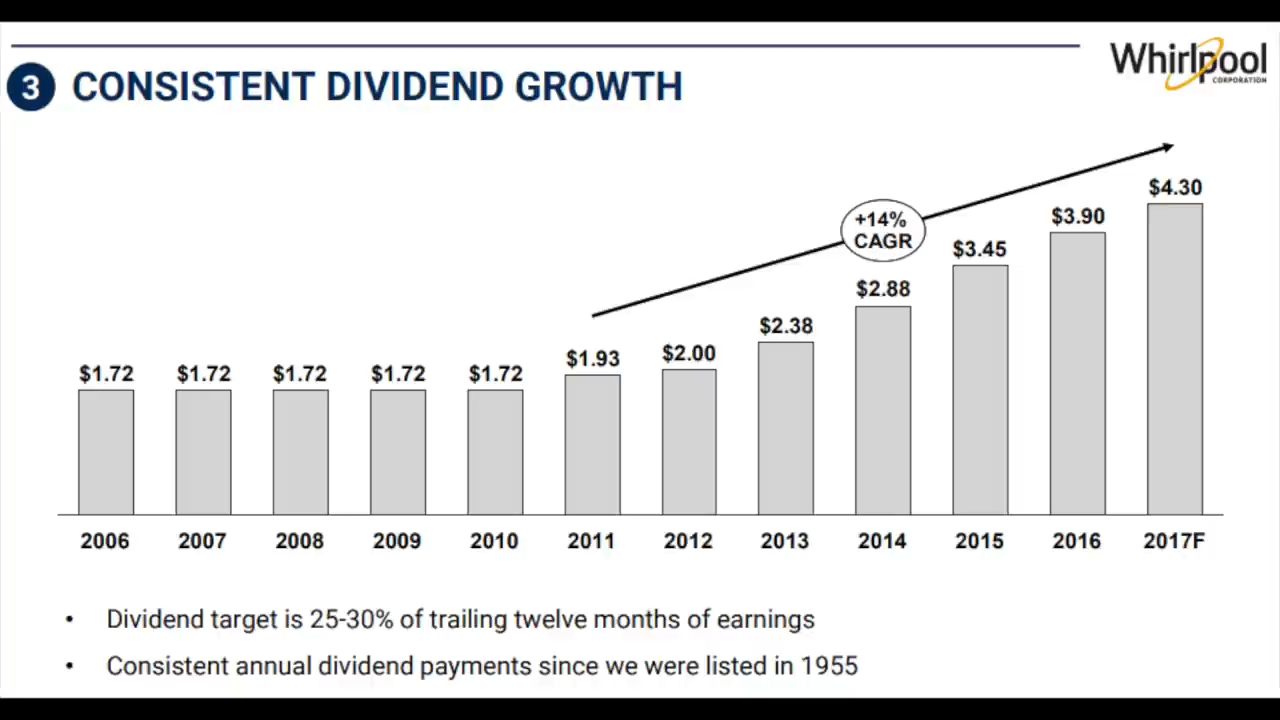 Whirlpool
CORPORATION
3 CONSISTENT DIVIDEND GROWTH
+14%
CAGR
$1.72 $1.72 $1.72 $1.72 $1.72 $1.93 $2.00 $2.38 $2.88 $3.45 $3.90 $4.30
2006 2007 2008 2009 2010 2011 2012 2013 2014 2015 2016 2017F
• Dividend target is 25-30% of trailing twelve months of earnings
• Consistent annual dividend payments since we were listed in 1955